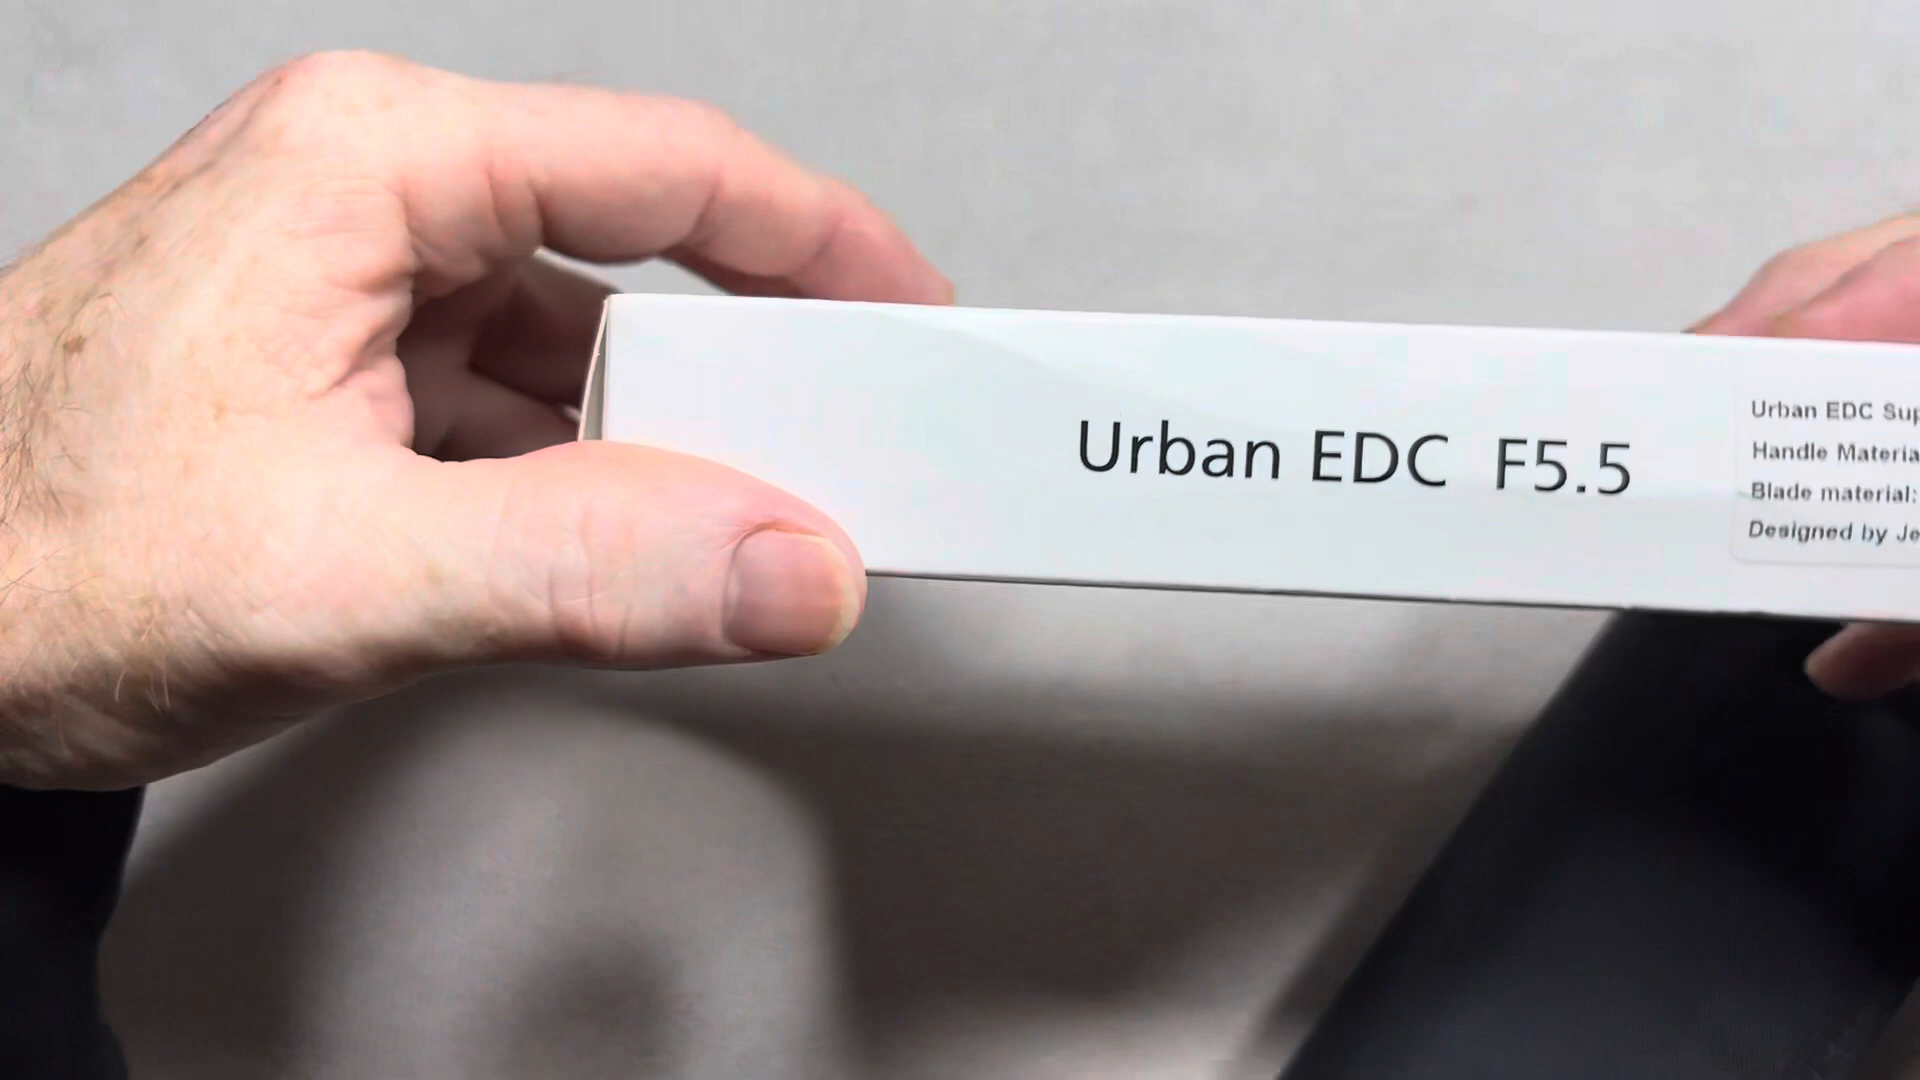 Urban EDC F5.5
Urban EDC
Handle
Blade material:
Designed by